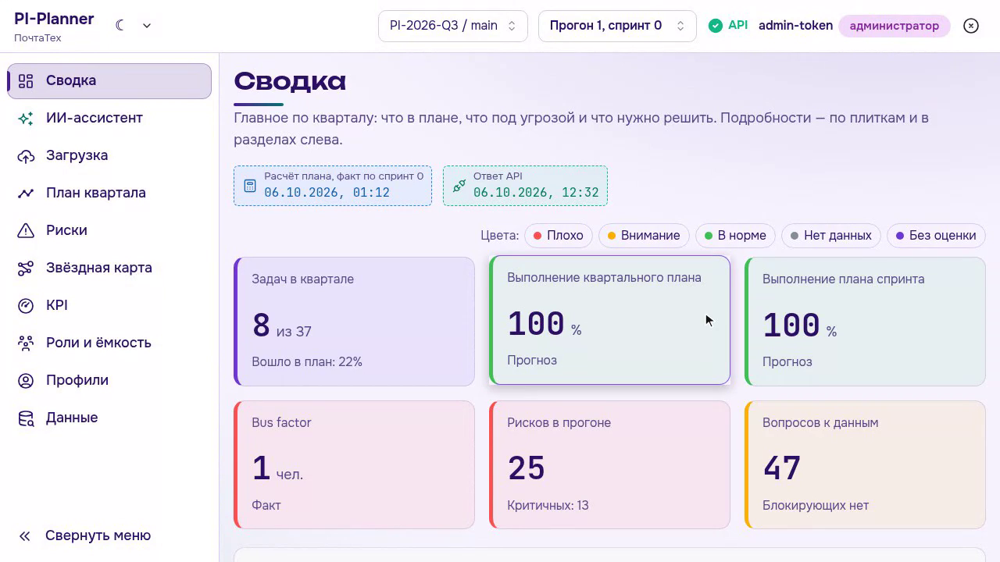 PI-Planner
ПочтаТех
PI-2026-Q3 / main
Прогон 1, спринт 0
API
admin-token
администратор
Сводка
ИИ-ассистент
Загрузка
План квартала
Риски
Звёздная карта
KPI
Роли и ёмкость
Профили
Данные
Свернуть меню
Сводка
Главное по кварталу: что в плане, что под угрозой и что нужно решить. Подробности — по плиткам и в
разделах слева.
Расчёт плана, факт по спринт 0
06.10.2026, 01:12
Ответ API
06.10.2026, 12:32
Цвета:
Плохо
Внимание
В норме
Нет данных
Без оценки
Задач в квартале
8 из 37
Вошло в план: 22%
Выполнение квартального плана
100 %
Прогноз
Выполнение плана спринта
100 %
Прогноз
Bus factor
1 чел.
Факт
Рисков в прогоне
25
Критичных: 13
Вопросов к данным
47
Блокирующих нет